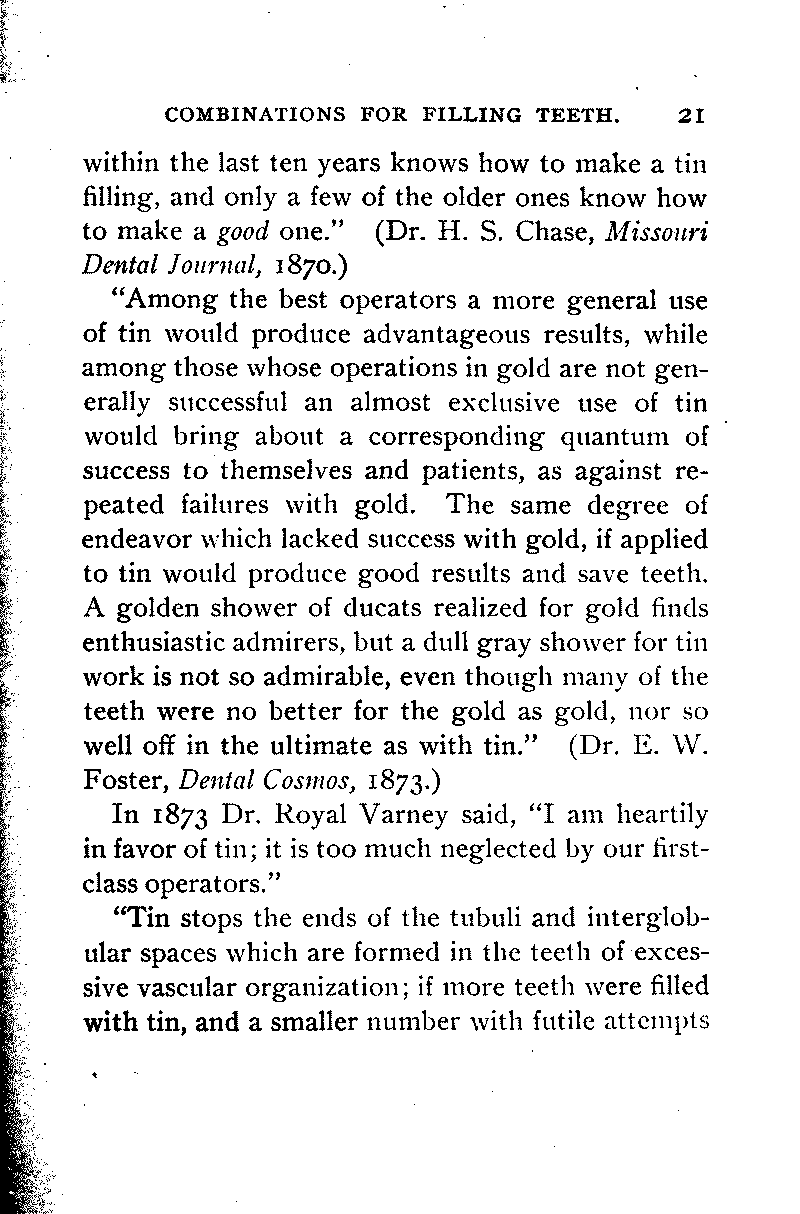 COMBINATIONS FOR FILLING TEETH. 21
within the last ten years knows how to make a tin
filling, and only a few of the older ones know how
to make a good one.” (Dr. H. S. Chase, Missouri
Dental Journal, 1870.)
“Among the best operators a more general use
of tin would produce advantageous results, while
among those whose operations in gold are not gen-
erally successful an almost exclusive use of tin
would bring about a corresponding quantum of
success to themselves and patients, as against re-
peated failures with gold. The same degree of
endeavor which lacked success with gold, if applied
to tin would produce good results and save teeth.
A golden shower of ducats realized for gold finds
enthusiastic admirers, but a dull gray shower for tin
work is not so admirable, even though many of the
teeth were no better for the gold as gold, nor so
well off in the ultimate as with tin.” (Dr. E. W.
Foster, Dental Cosmos, 1873.)
In 1873 Dr. Royal Varney said, “I am heartily
in favor of tin; it is too much neglected by our first-
class operators.”
“Tin stops the ends of the tubuli and interglob-
ular spaces which are formed in the teeth of exces-
sive vascular organization; if more teeth were filled
with tin, and a smaller number with futile attempts